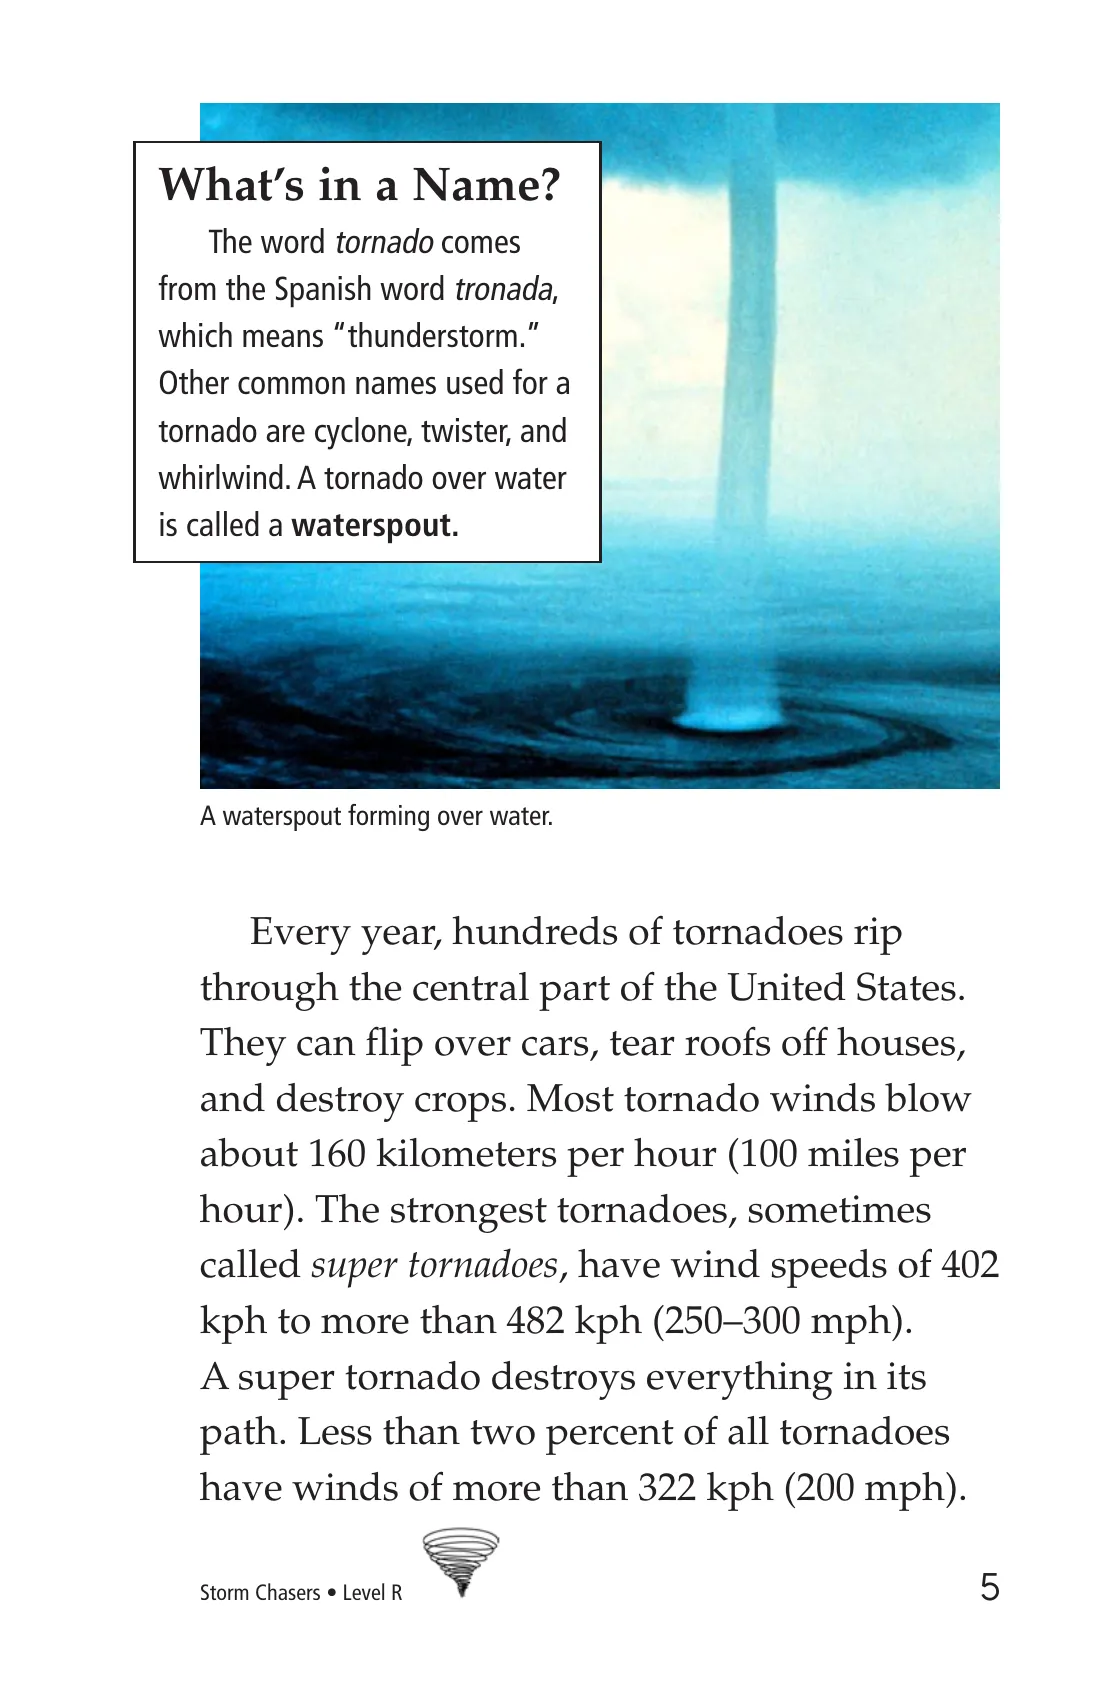 What’s in a Name?
The word tornado comes
from the Spanish word tronada,
which means “thunderstorm.”
Other common names used for a
tornado are cyclone, twister, and
whirlwind. A tornado over water
is called a waterspout.
A waterspout forming over water.
Every year, hundreds of tornadoes rip
through the central part of the United States.
They can flip over cars, tear roofs off houses,
and destroy crops. Most tornado winds blow
about 160 kilometers per hour (100 miles per
hour). The strongest tornadoes, sometimes
called super tornadoes, have wind speeds of 402
kph to more than 482 kph (250–300 mph).
A super tornado destroys everything in its
path. Less than two percent of all tornadoes
have winds of more than 322 kph (200 mph).
Storm Chasers • Level R
5